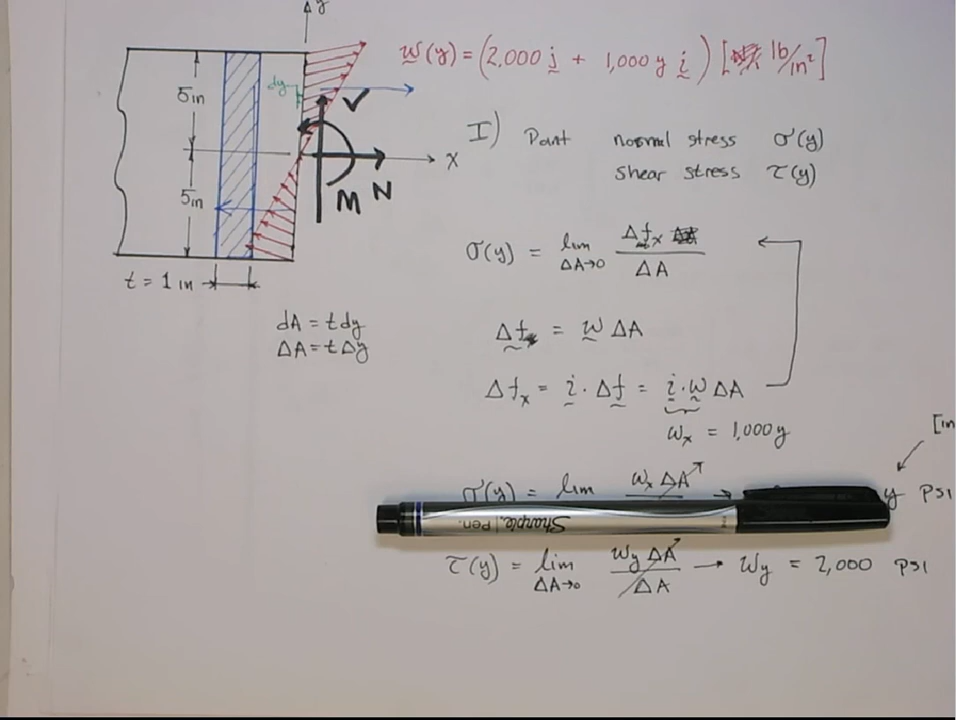 y
w(y) = (2,000 j + 1,000 y i) [lb/in²]
dy
5in
V
x
I) Point normal stress σ(y)
shear stress τ(y)
5in
M N
σ(y) = lim ΔA→0 Δfx / ΔA
t = 1 in
dA = t dy
ΔA = tΔy
Δf = w ΔA
Δfx = i · Δf = i · w ΔA
wx = 1,000y
[in
σ(y) = lim wx ΔA → y psi
Sharpie. Pen.
τ(y) = lim ΔA→0 wy ΔA / ΔA → wy = 2,000 psi